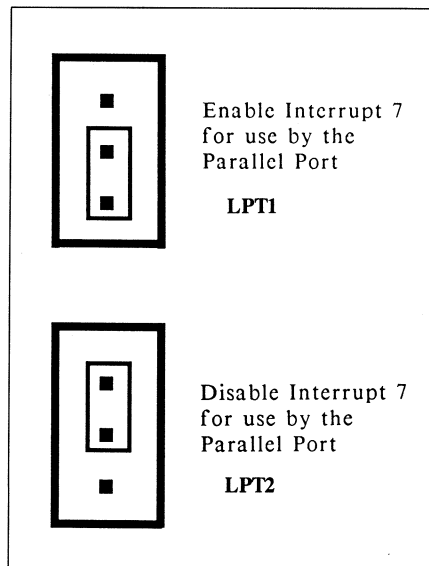 Enable Interrupt 7
for use by the
Parallel Port
LPT1
Disable Interrupt 7
for use by the
Parallel Port
LPT2